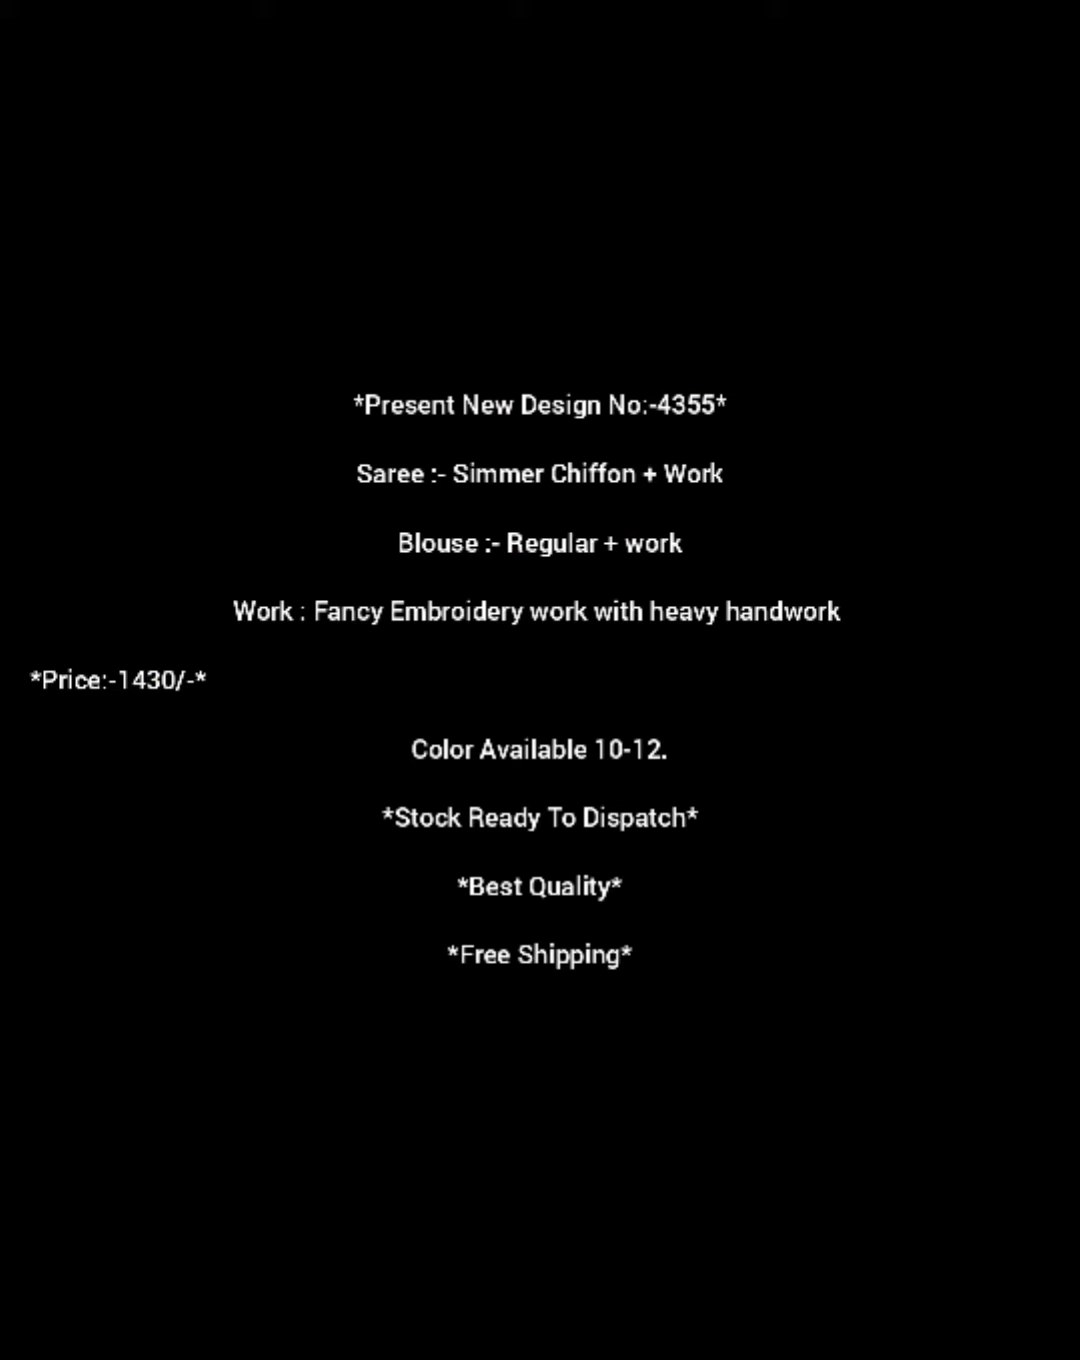 *Present New Design No:-4355*
Saree :- Simmer Chiffon + Work
Blouse :- Regular + work
Work : Fancy Embroidery work with heavy handwork
*Price:-1430/-*
Color Available 10-12.
*Stock Ready To Dispatch*
*Best Quality*
*Free Shipping*